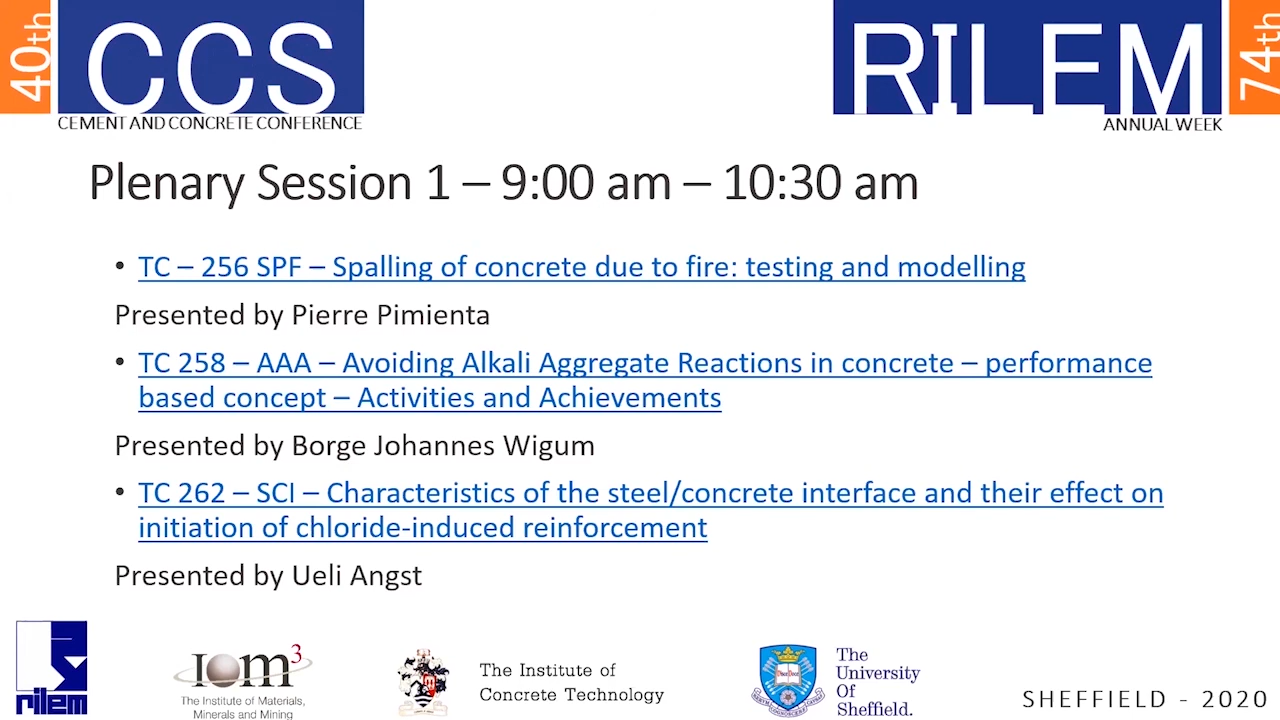 40th
CCS
CEMENT AND CONCRETE CONFERENCE
RILEM
74th
ANNUAL WEEK
Plenary Session 1 – 9:00 am – 10:30 am
• TC – 256 SPF – Spalling of concrete due to fire: testing and modelling
Presented by Pierre Pimienta
• TC 258 – AAA – Avoiding Alkali Aggregate Reactions in concrete – performance
based concept – Activities and Achievements
Presented by Borge Johannes Wigum
• TC 262 – SCI – Characteristics of the steel/concrete interface and their effect on
initiation of chloride-induced reinforcement
Presented by Ueli Angst
rilem
IOM3
The Institute of Materials,
Minerals and Mining
The Institute of
Concrete Technology
The
University
Of
Sheffield.
SHEFFIELD - 2020